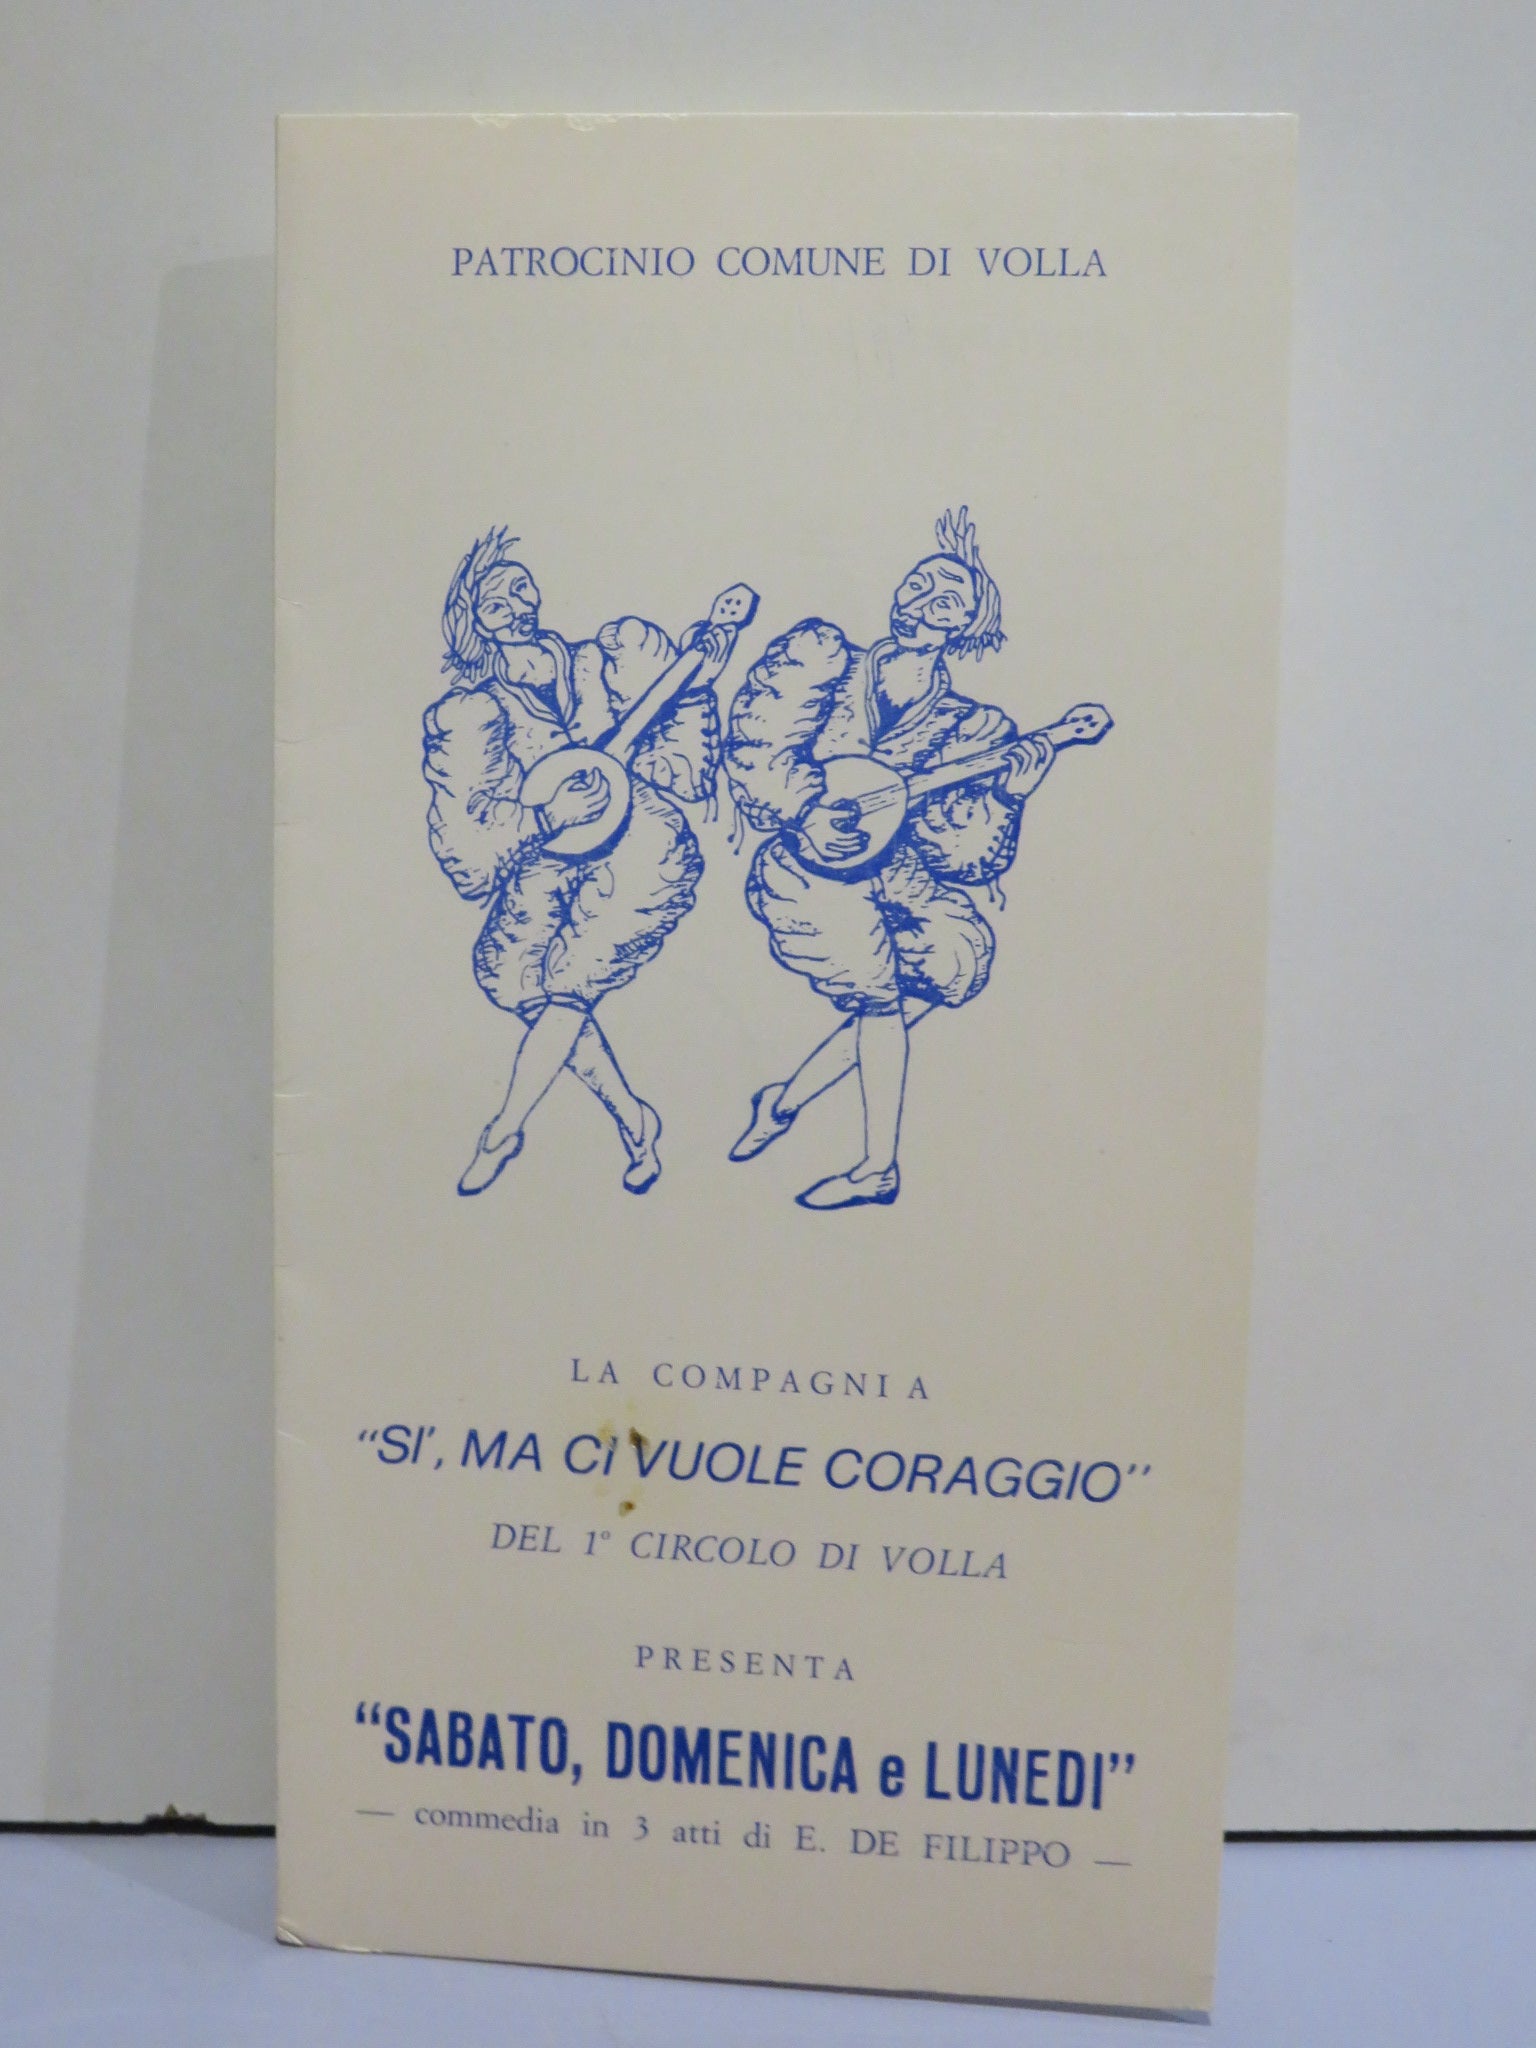 PATROCINIO COMUNE DI VOLLA
LA COMPAGNIA
“SI’, MA CI VUOLE CORAGGIO”
DEL 1° CIRCOLO DI VOLLA
PRESENTA
“SABATO, DOMENICA e LUNEDI”
— commedia in 3 atti di E. DE FILIPPO —